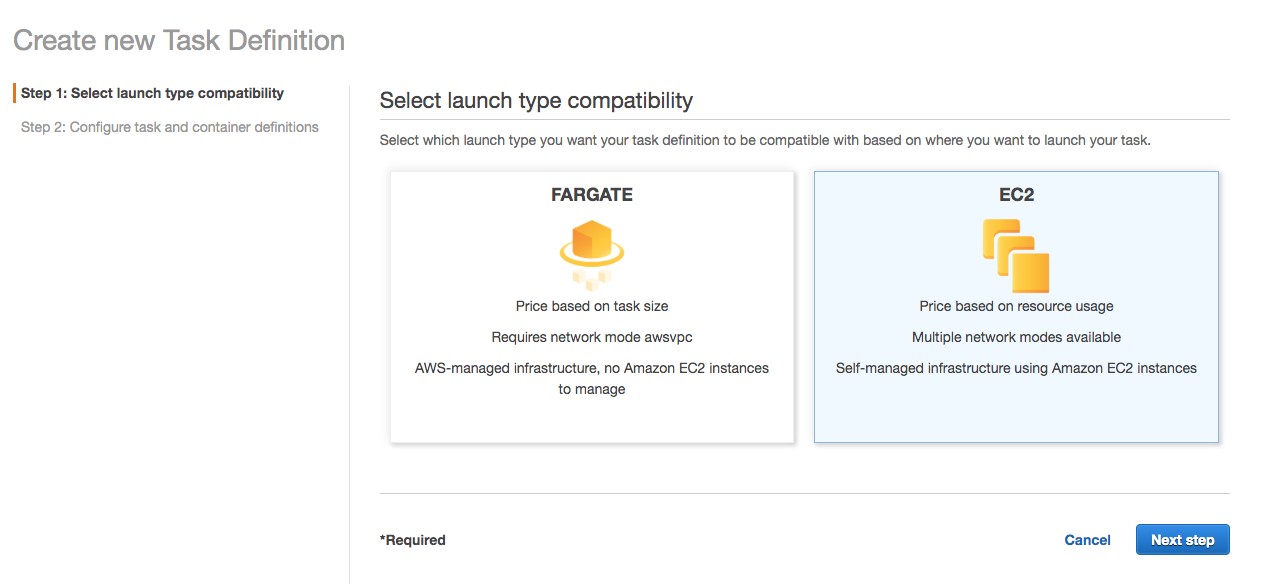 Create new Task Definition
Step 1: Select launch type compatibility
Step 2: Configure task and container definitions
Select launch type compatibility
Select which launch type you want your task definition to be compatible with based on where you want to launch your task.
FARGATE
Price based on task size
Requires network mode awsvpc
AWS-managed infrastructure, no Amazon EC2 instances
to manage
EC2
Price based on resource usage
Multiple network modes available
Self-managed infrastructure using Amazon EC2 instances
*Required
Cancel
Next step